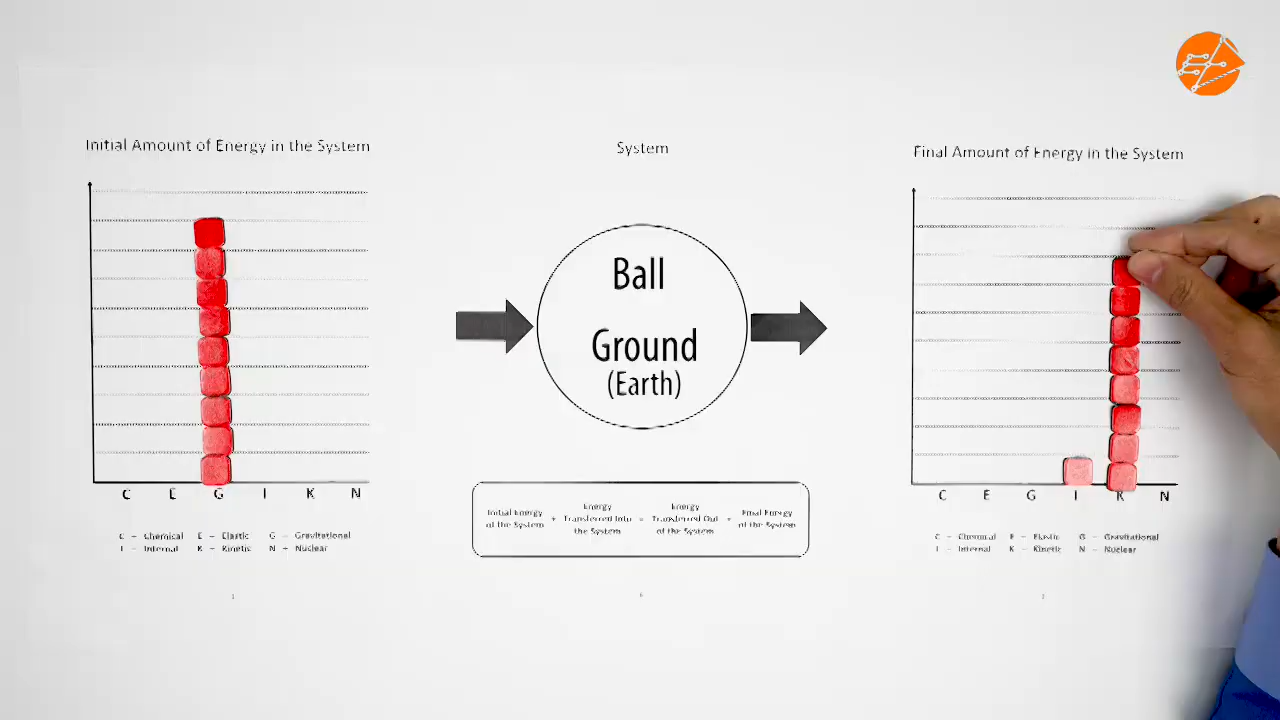 Initial Amount of Energy in the System
C E G I K N
C – Chemical E – Elastic G – Gravitational
I – Internal K – Kinetic N – Nuclear
System
Ball
Ground
(Earth)
Initial Energy of the System + Energy Transferred Into the System = Energy Transferred Out of the System + Final Energy of the System
Final Amount of Energy in the System
C E G I K N
C – Chemical E – Elastic G – Gravitational
I – Internal K – Kinetic N – Nuclear